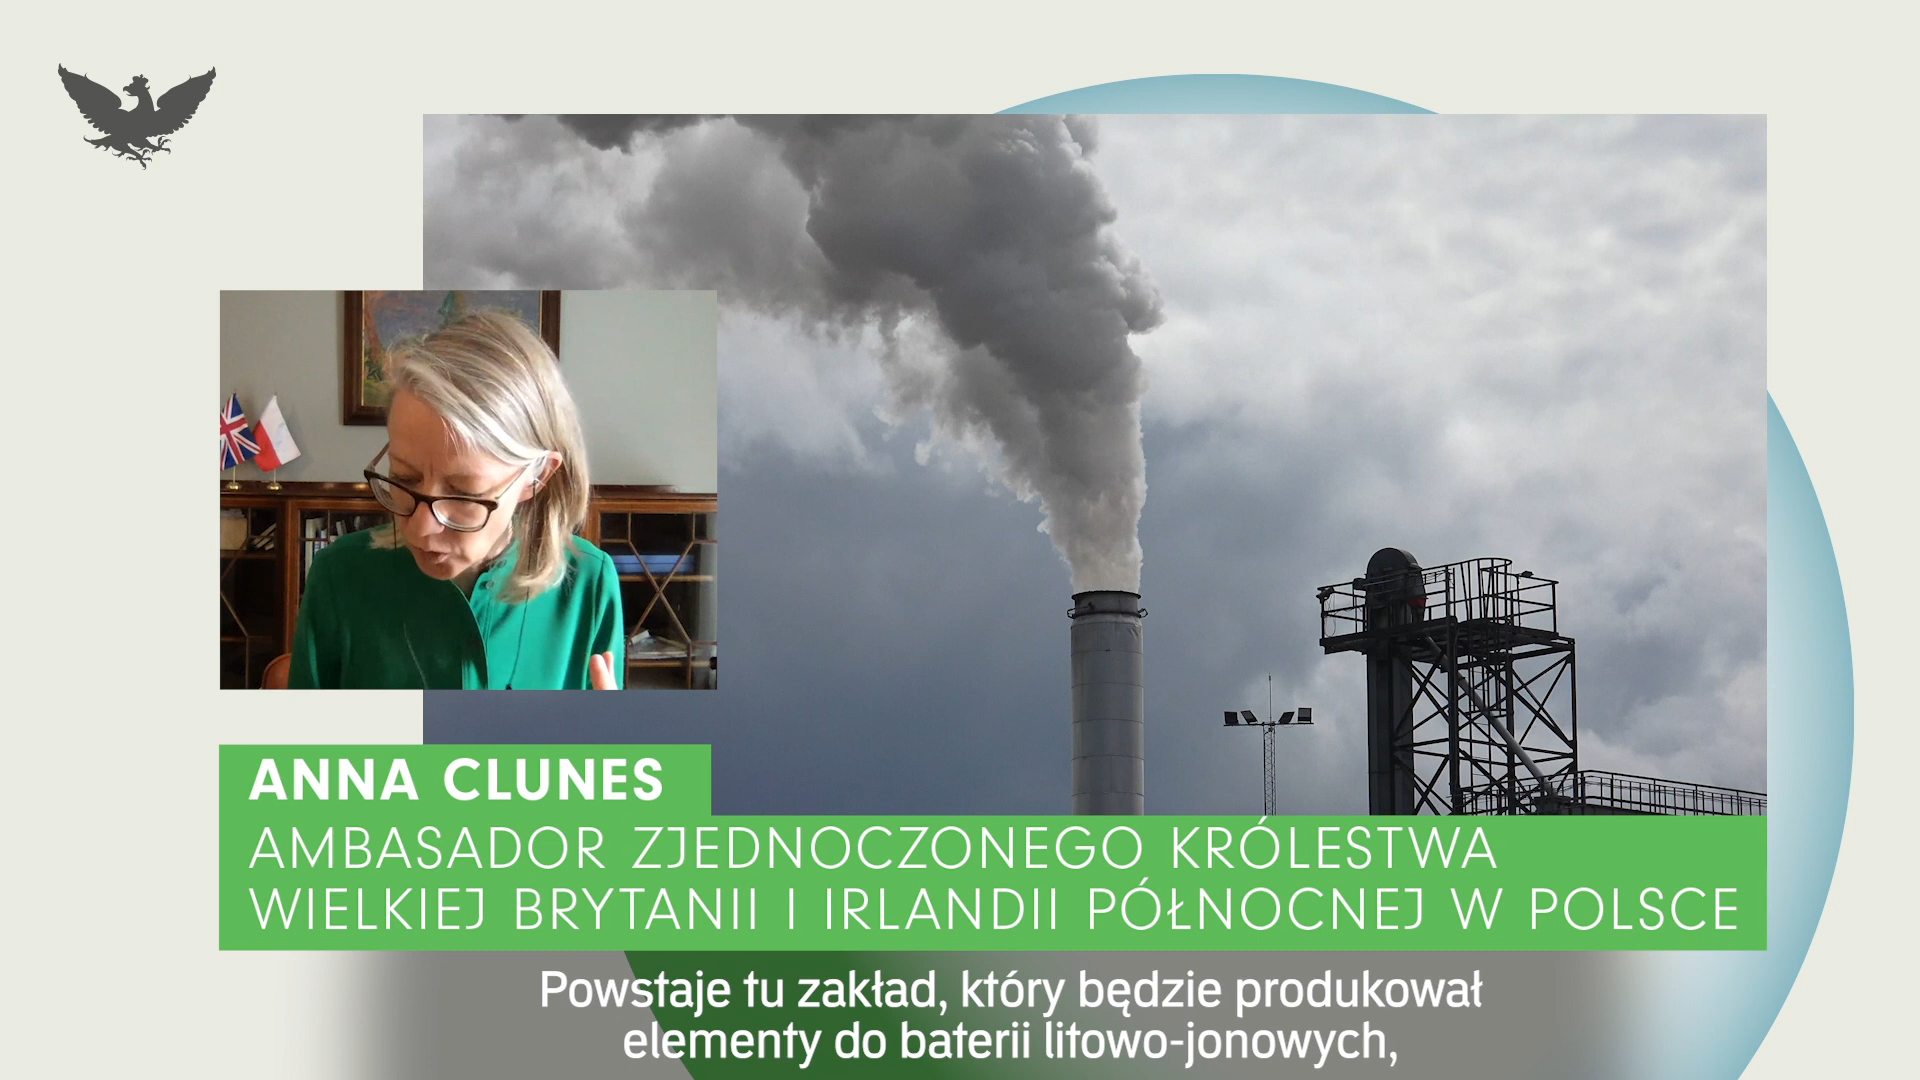 ANNA CLUNES
AMBASADOR ZJEDNOCZONEGO KRÓLESTWA
WIELKIEJ BRYTANII I IRLANDII PÓŁNOCNEJ W POLSCE
Powstaje tu zakład, który będzie produkował
elementy do baterii litowo-jonowych,